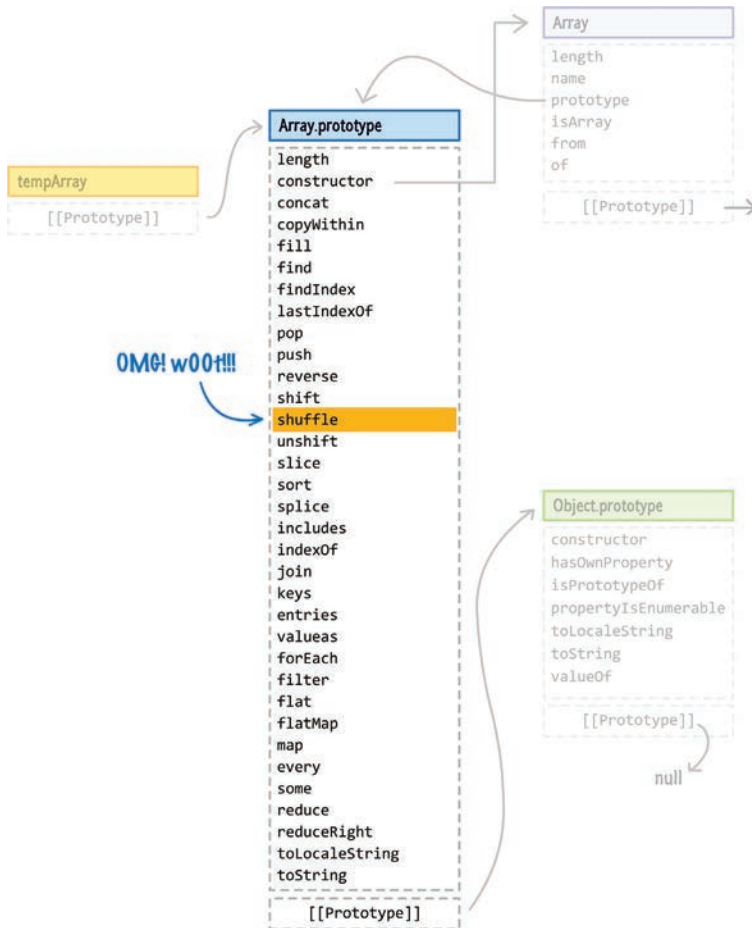 Array
length
name
prototype
isArray
from
of
[[Prototype]]
Array.prototype
length
constructor
concat
copyWithin
fill
find
findIndex
lastIndexOf
pop
push
reverse
shift
shuffle
unshift
slice
sort
splice
includes
indexOf
join
keys
entries
valueas
forEach
filter
flat
flatMap
map
every
some
reduce
reduceRight
toLocaleString
toString
[[Prototype]]
tempArray
[[Prototype]]
OMG! w00t!!!
Object.prototype
constructor
hasOwnProperty
isPrototypeOf
propertyIsEnumerable
toLocaleString
toString
valueOf
[[Prototype]]
null